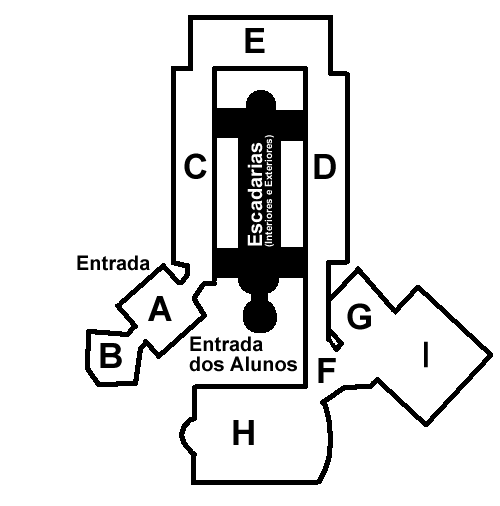 E
C
D
Escadarias
(Interiores e Exteriores)
Entrada
A
B
Entrada
dos Alunos
G
I
F
H